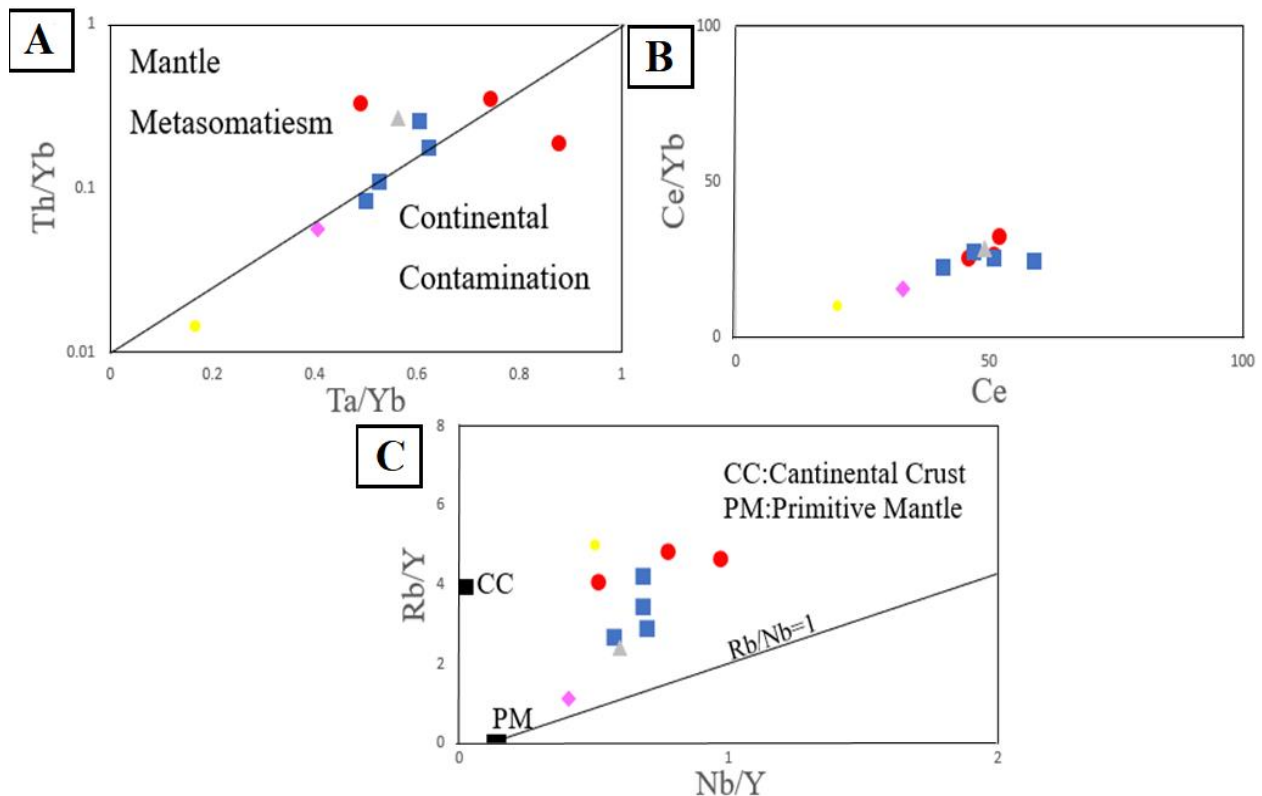 A
Mantle
Metasomatiesm
Continental
Contamination
Th/Yb
1
0.1
0.01
0
0.2
0.4
0.6
0.8
1
Ta/Yb
B
Ce/Yb
100
50
0
0
50
100
Ce
C
CC:Cantinental Crust
PM:Primitive Mantle
Rb/Y
8
6
4
2
0
CC
PM
Rb/Nb=1
0
1
2
Nb/Y